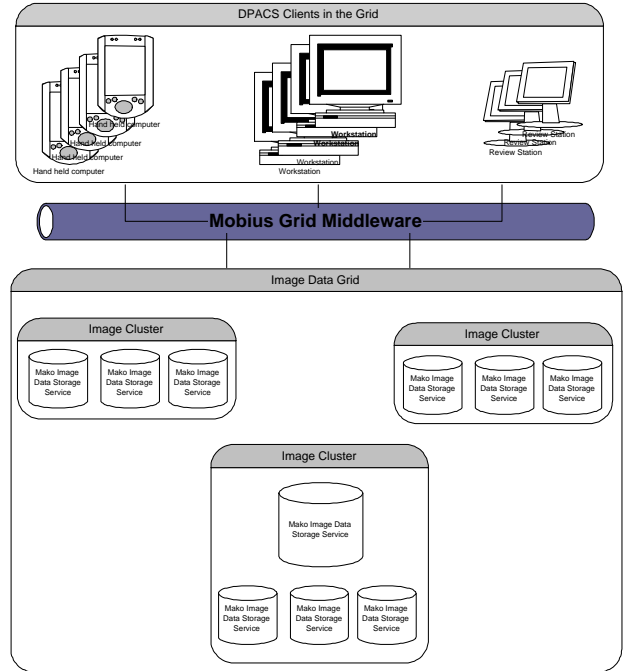 DPACS Clients in the Grid
Hand held computer
Hand held computer
Hand held computer
Hand held computer
Workstation
Workstation
Workstation
Workstation
Review Station
Review Station
Review Station
Mobius Grid Middleware
Image Data Grid
Image Cluster
Mako Image
Data Storage
Service
Mako Image
Data Storage
Service
Mako Image
Data Storage
Service
Image Cluster
Mako Image
Data Storage
Service
Mako Image
Data Storage
Service
Mako Image
Data Storage
Service
Image Cluster
Mako Image Data
Storage Service
Mako Image
Data Storage
Service
Mako Image
Data Storage
Service
Mako Image
Data Storage
Service